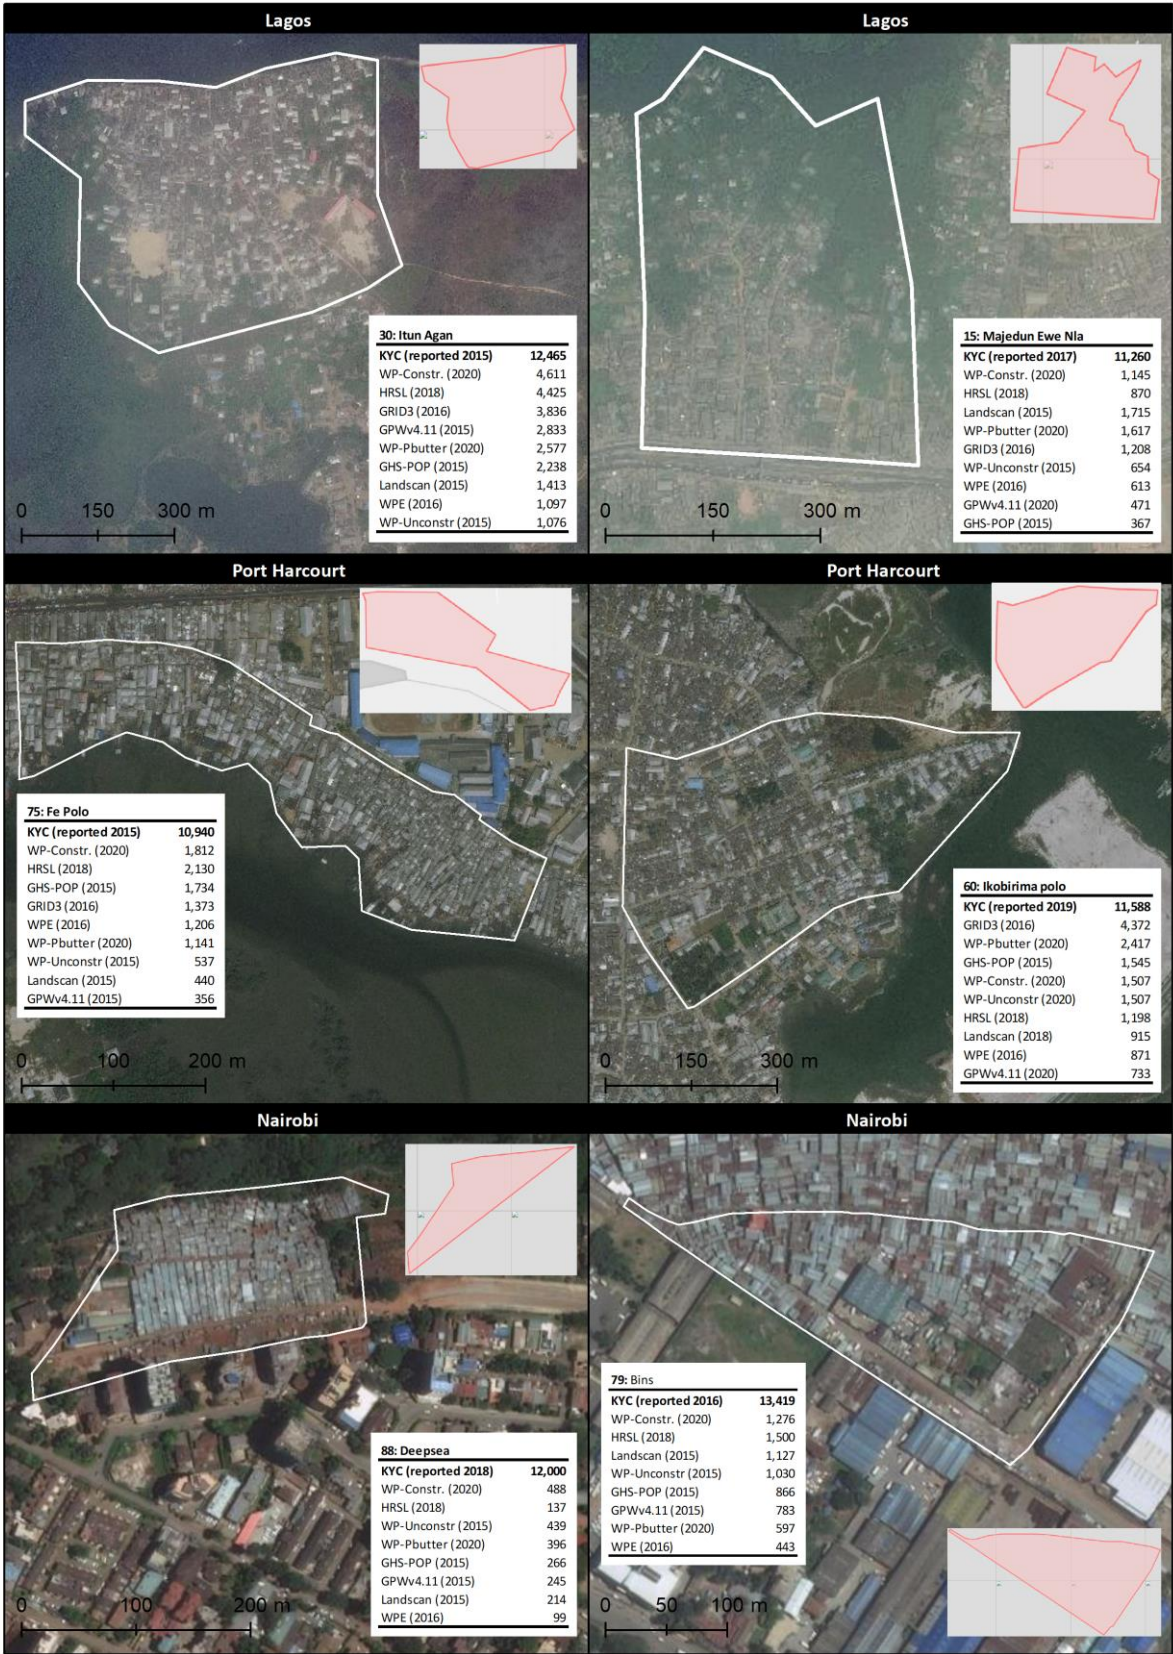 Lagos
30: Itun Agan
KYC (reported 2015) 12,465
WP-Constr. (2020) 4,611
HRSL (2018) 4,425
GRID3 (2016) 3,836
GPWv4.11 (2015) 2,833
WP-Pbutter (2020) 2,577
GHS-POP (2015) 2,238
Landscan (2015) 1,413
WPE (2016) 1,097
WP-Unconstr (2015) 1,076
0 150 300 m
Lagos
15: Majedun Ewe Nla
KYC (reported 2017) 11,260
WP-Constr. (2020) 1,145
HRSL (2018) 870
Landscan (2015) 1,715
WP-Pbutter (2020) 1,617
GRID3 (2016) 1,208
WP-Unconstr (2015) 654
WPE (2016) 613
GPWv4.11 (2020) 471
GHS-POP (2015) 367
0 150 300 m
Port Harcourt
75: Fe Polo
KYC (reported 2015) 10,940
WP-Constr. (2020) 1,812
HRSL (2018) 2,130
GHS-POP (2015) 1,734
GRID3 (2016) 1,373
WPE (2016) 1,206
WP-Pbutter (2020) 1,141
WP-Unconstr (2015) 537
Landscan (2015) 440
GPWv4.11 (2015) 356
0 100 200 m
Port Harcourt
60: Ikobirima polo
KYC (reported 2019) 11,588
GRID3 (2016) 4,372
WP-Pbutter (2020) 2,417
GHS-POP (2015) 1,545
WP-Constr. (2020) 1,507
WP-Unconstr (2020) 1,507
HRSL (2018) 1,198
Landscan (2018) 915
WPE (2016) 871
GPWv4.11 (2020) 733
0 150 300 m
Nairobi
88: Deepsea
KYC (reported 2018) 12,000
WP-Constr. (2020) 488
HRSL (2018) 137
WP-Unconstr (2015) 439
WP-Pbutter (2020) 396
GHS-POP (2015) 266
GPWv4.11 (2015) 245
Landscan (2015) 214
WPE (2016) 99
0 100 200 m
Nairobi
79: Bins
KYC (reported 2016) 13,419
WP-Constr. (2020) 1,276
HRSL (2018) 1,500
Landscan (2015) 1,127
WP-Unconstr (2015) 1,030
GHS-POP (2015) 866
GPWv4.11 (2015) 783
WP-Pbutter (2020) 597
WPE (2016) 443
0 50 100 m